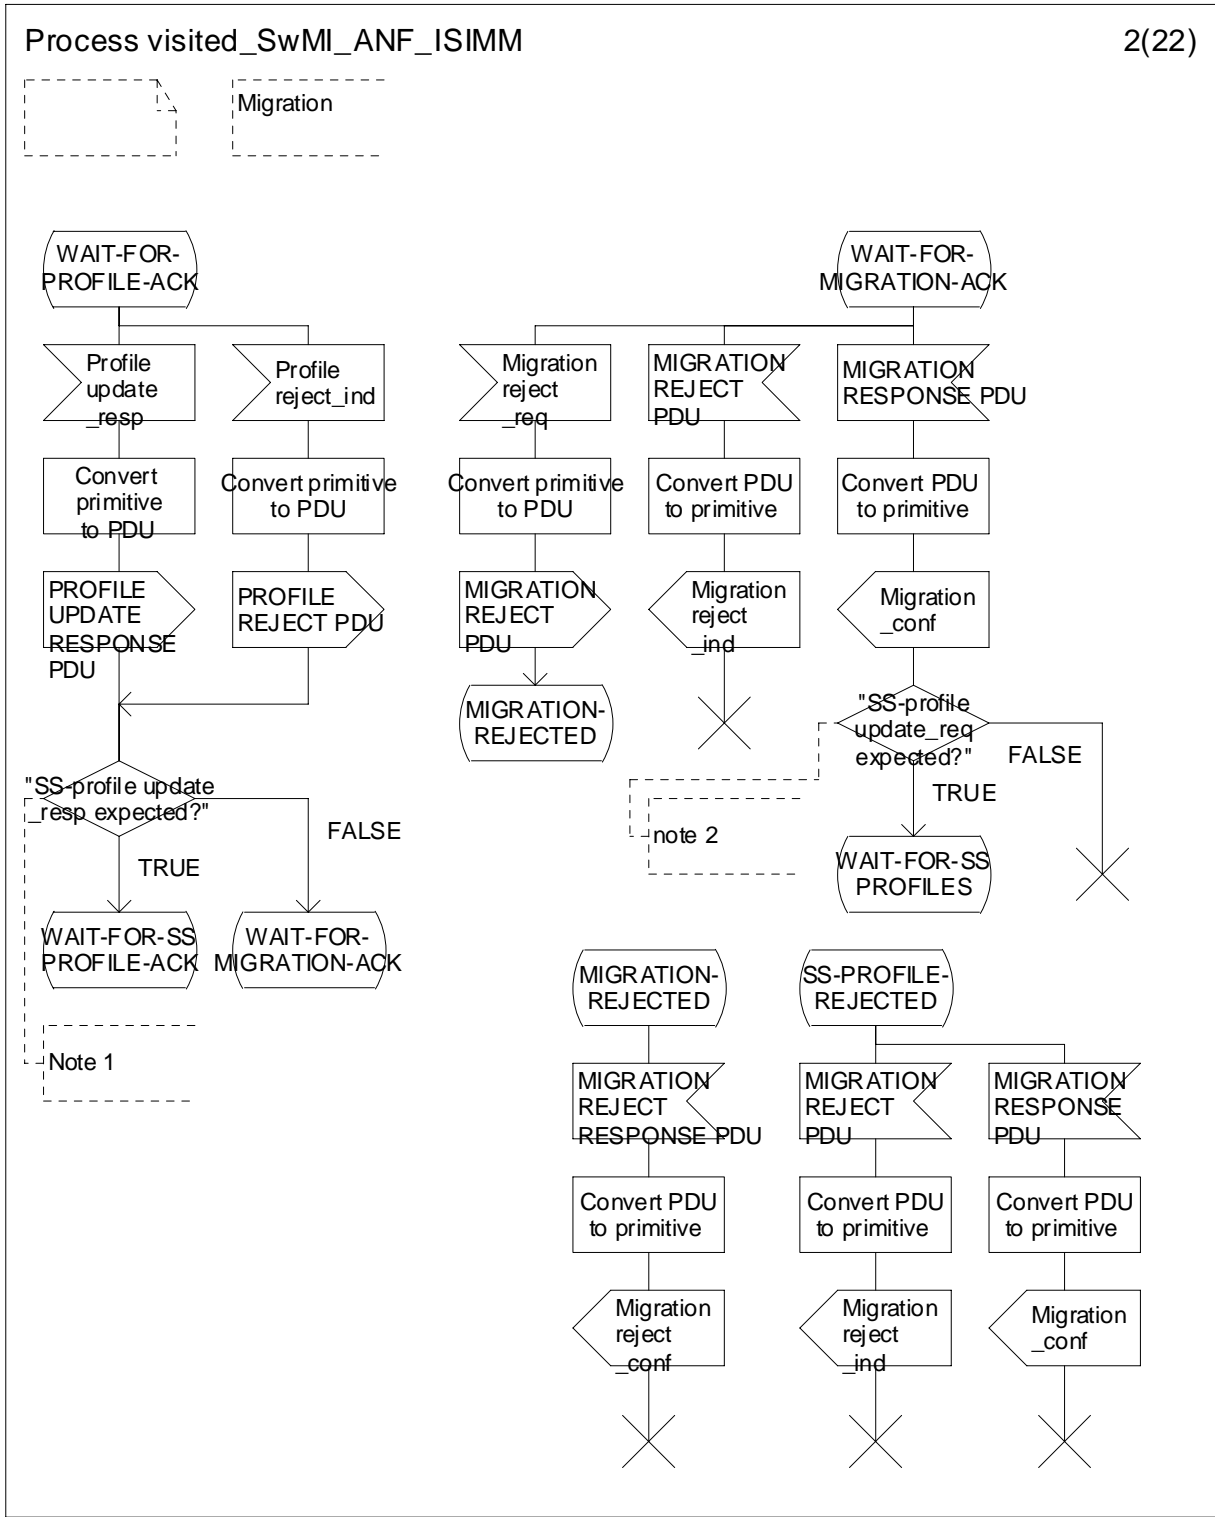 Process visited_SwMI_ANF_ISIMM
2(22)
Migration
WAIT-FOR-
PROFILE-ACK
Profile
update
_resp
Convert
primitive
to PDU
PROFILE
UPDATE
RESPONSE
PDU
Profile
reject_ind
Convert primitive
to PDU
PROFILE
REJECT PDU
"SS-profile update
_resp expected?"
TRUE
FALSE
WAIT-FOR-SS
PROFILE-ACK
WAIT-FOR-
MIGRATION-ACK
Note 1
WAIT-FOR-
MIGRATION-ACK
Migration
reject
_req
Convert primitive
to PDU
MIGRATION
REJECT
PDU
MIGRATION-
REJECTED
MIGRATION
REJECT
PDU
Convert PDU
to primitive
Migration
reject
_ind
MIGRATION
RESPONSE PDU
Convert PDU
to primitive
Migration
_conf
"SS-profile
update_req
expected?"
FALSE
TRUE
note 2
WAIT-FOR-SS
PROFILES
MIGRATION-
REJECTED
MIGRATION
REJECT
RESPONSE PDU
Convert PDU
to primitive
Migration
reject
_conf
SS-PROFILE-
REJECTED
MIGRATION
REJECT
PDU
Convert PDU
to primitive
Migration
reject
_ind
MIGRATION
RESPONSE
PDU
Convert PDU
to primitive
Migration
_conf